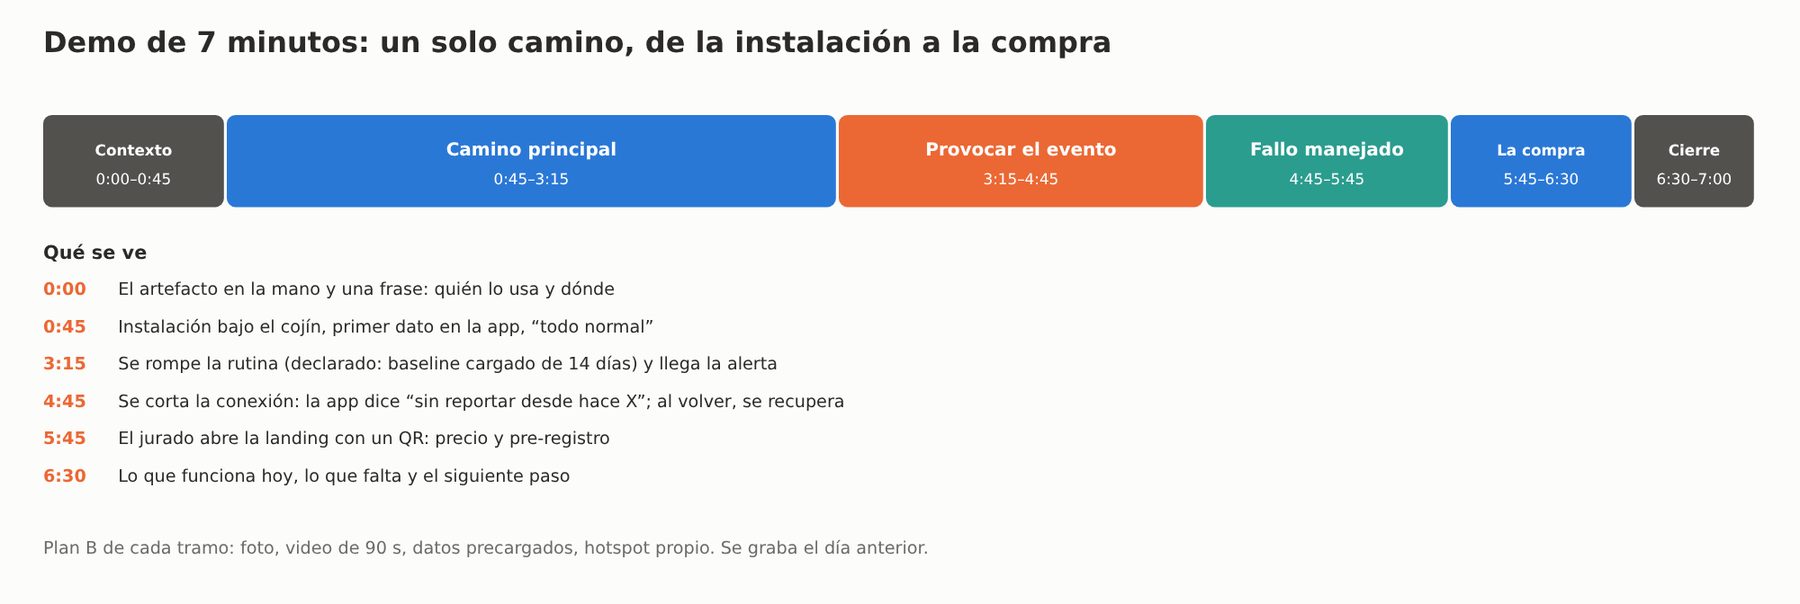 Demo de 7 minutos: un solo camino, de la instalación a la compra
Contexto
0:00–0:45
Camino principal
0:45–3:15
Provocar el evento
3:15–4:45
Fallo manejado
4:45–5:45
La compra
5:45–6:30
Cierre
6:30–7:00
Qué se ve
0:00 El artefacto en la mano y una frase: quién lo usa y dónde
0:45 Instalación bajo el cojín, primer dato en la app, “todo normal”
3:15 Se rompe la rutina (declarado: baseline cargado de 14 días) y llega la alerta
4:45 Se corta la conexión: la app dice “sin reportar desde hace X”; al volver, se recupera
5:45 El jurado abre la landing con un QR: precio y pre-registro
6:30 Lo que funciona hoy, lo que falta y el siguiente paso
Plan B de cada tramo: foto, video de 90 s, datos precargados, hotspot propio. Se graba el día anterior.